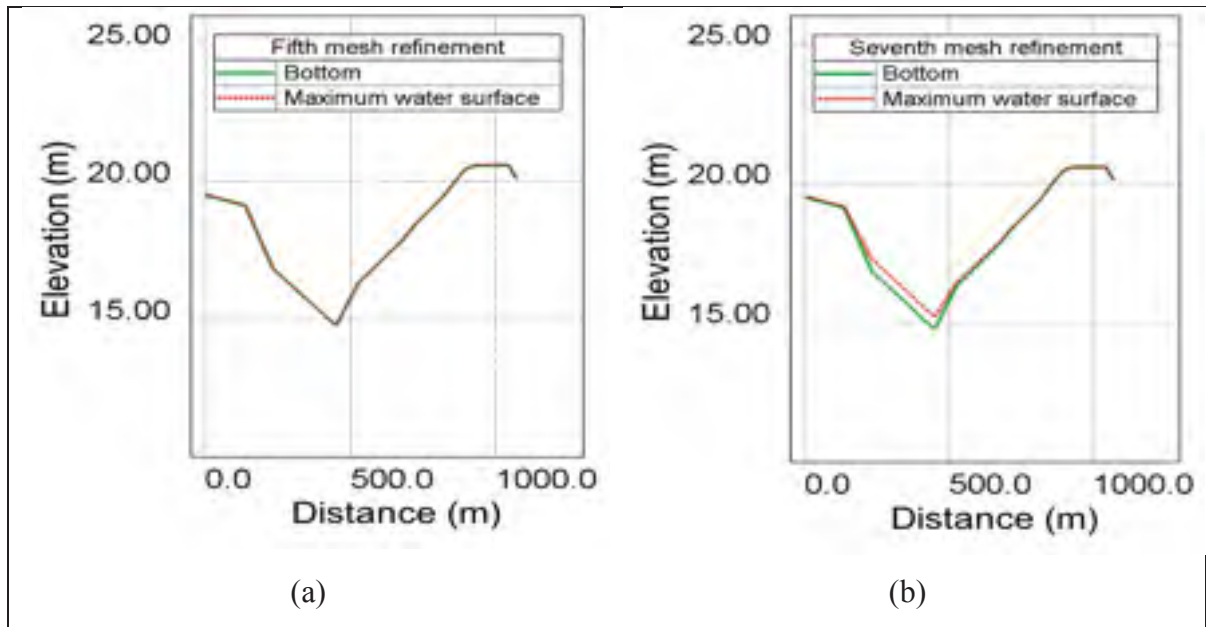 25.00
Fifth mesh refinement
Bottom
Maximum water surface
20.00
15.00
Elevation (m)
0.0 500.0 1000.0
Distance (m)
(a)
25.00
Seventh mesh refinement
Bottom
Maximum water surface
20.00
15.00
Elevation (m)
0.0 500.0 1000.0
Distance (m)
(b)